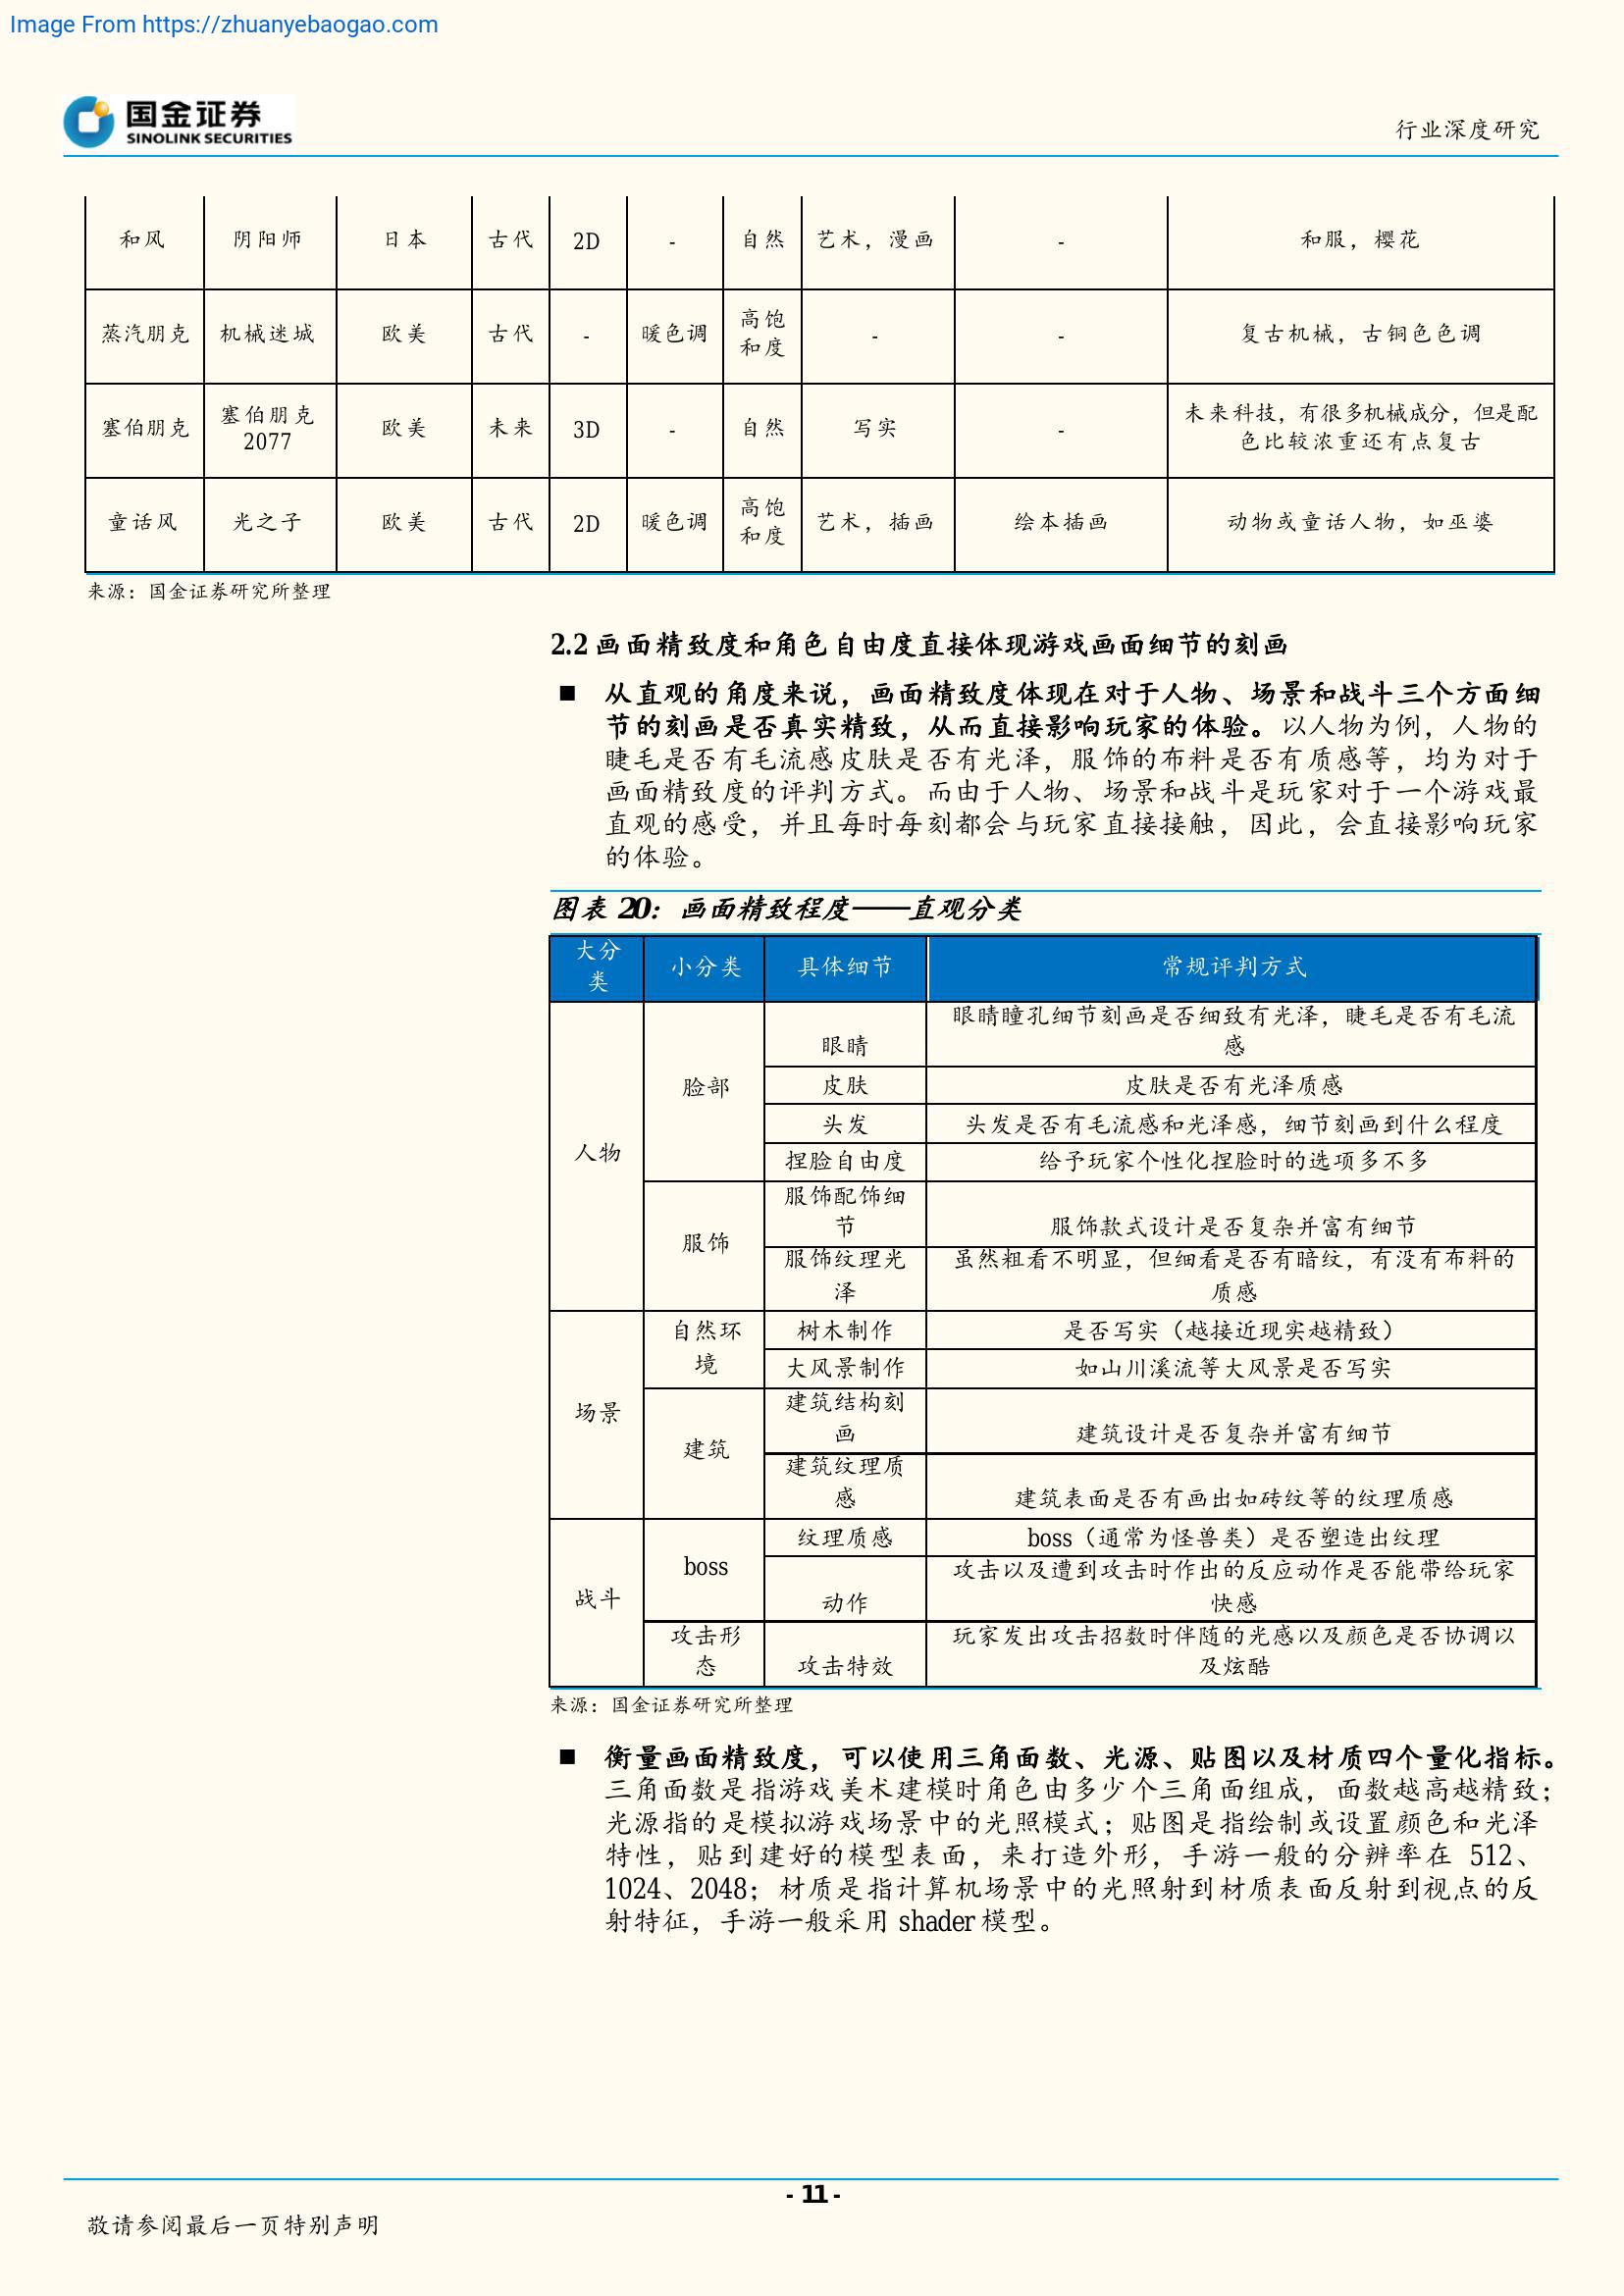 Image From https://zhuanyebaogao.com
国金证券
SINOLINK SECURITIES
行业深度研究
和风 阴阳师 日本 古代 2D - 自然 艺术，漫画 - 和服，樱花
蒸汽朋克 机械迷城 欧美 古代 - 暖色调 高饱和度 - - 复古机械，古铜色色调
塞伯朋克 塞伯朋克2077 欧美 未来 3D - 自然 写实 - 未来科技，有很多机械成分，但是配色比较浓重还有点复古
童话风 光之子 欧美 古代 2D 暖色调 高饱和度 艺术，插画 绘本插画 动物或童话人物，如巫婆
来源：国金证券研究所整理
2.2 画面精致度和角色自由度直接体现游戏画面细节的刻画
■ 从直观的角度来说，画面精致度体现在对于人物、场景和战斗三个方面细
节的刻画是否真实精致，从而直接影响玩家的体验。以人物为例，人物的
睫毛是否有毛流感皮肤是否有光泽，服饰的布料是否有质感等，均为对于
画面精致度的评判方式。而由于人物、场景和战斗是玩家对于一个游戏最
直观的感受，并且每时每刻都会与玩家直接接触，因此，会直接影响玩家
的体验。
图表 20：画面精致程度——直观分类
大分类 小分类 具体细节 常规评判方式
人物 脸部 眼睛 眼睛瞳孔细节刻画是否细致有光泽，睫毛是否有毛流感
皮肤 皮肤是否有光泽质感
头发 头发是否有毛流感和光泽感，细节刻画到什么程度
捏脸自由度 给予玩家个性化捏脸时的选项多不多
服饰 服饰配饰细节 服饰款式设计是否复杂并富有细节
服饰纹理光泽 虽然粗看不明显，但细看是否有暗纹，有没有布料的质感
场景 自然环境 树木制作 是否写实（越接近现实越精致）
大风景制作 如山川溪流等大风景是否写实
建筑 建筑结构刻画 建筑设计是否复杂并富有细节
建筑纹理质感 建筑表面是否有画出如砖纹等的纹理质感
战斗 boss 纹理质感 boss（通常为怪兽类）是否塑造出纹理
动作 攻击以及遭到攻击时作出的反应动作是否能带给玩家快感
攻击形态 攻击特效 玩家发出攻击招数时伴随的光感以及颜色是否协调以及炫酷
来源：国金证券研究所整理
■ 衡量画面精致度，可以使用三角面数、光源、贴图以及材质四个量化指标。
三角面数是指游戏美术建模时角色由多少个三角面组成，面数越高越精致；
光源指的是模拟游戏场景中的光照模式；贴图是指绘制或设置颜色和光泽
特性，贴到建好的模型表面，来打造外形，手游一般的分辨率在 512、
1024、2048；材质是指计算机场景中的光照射到材质表面反射到视点的反
射特征，手游一般采用 shader 模型。
- 11 -
敬请参阅最后一页特别声明